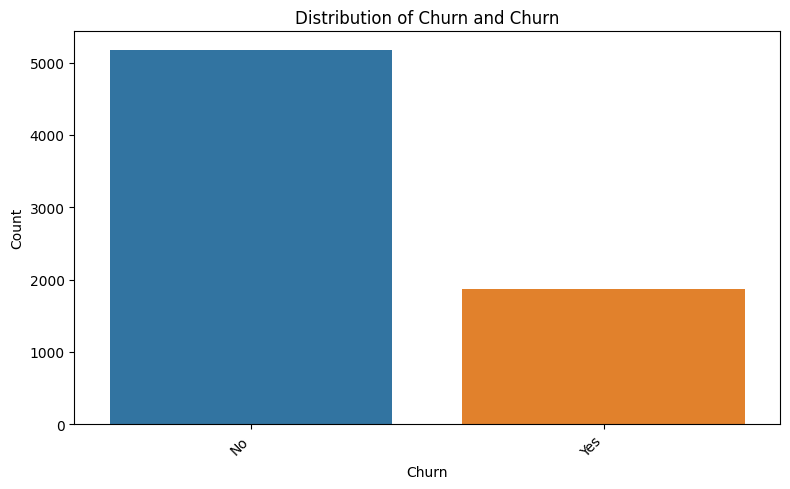 Distribution of Churn and Churn
5000
4000
3000
2000
1000
0
Count
No
Yes
Churn